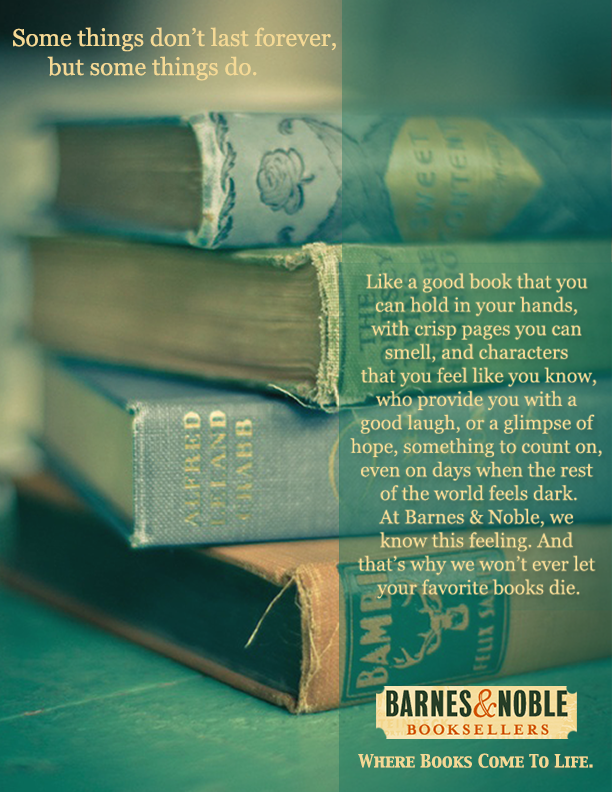 Some things don't last forever,
but some things do.
SWEET
CONTENT
Like a good book that you
can hold in your hands,
with crisp pages you can
smell, and characters
that you feel like you know,
who provide you with a
good laugh, or a glimpse of
hope, something to count on,
even on days when the rest
of the world feels dark.
At Barnes & Noble, we
know this feeling. And
that's why we won't ever let
your favorite books die.
ALFRED
LELAND
CRABB
BAMBI
FELIX SA
BARNES&NOBLE
BOOKSELLERS
WHERE BOOKS COME TO LIFE.